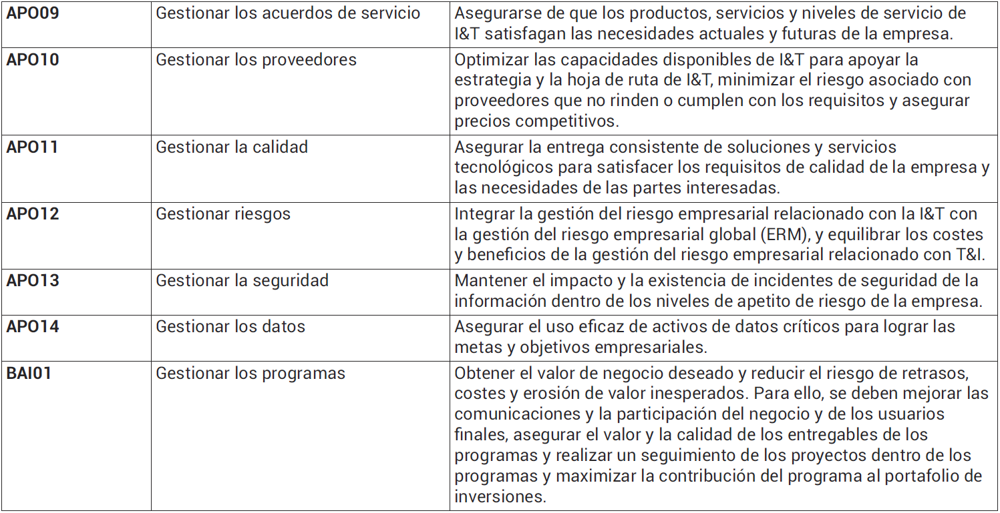 APO09
Gestionar los acuerdos de servicio
Asegurarse de que los productos, servicios y niveles de servicio de
I&T satisfagan las necesidades actuales y futuras de la empresa.
APO10
Gestionar los proveedores
Optimizar las capacidades disponibles de I&T para apoyar la
estrategia y la hoja de ruta de I&T, minimizar el riesgo asociado con
proveedores que no rinden o cumplen con los requisitos y asegurar
precios competitivos.
APO11
Gestionar la calidad
Asegurar la entrega consistente de soluciones y servicios
tecnológicos para satisfacer los requisitos de calidad de la empresa y
las necesidades de las partes interesadas.
APO12
Gestionar riesgos
Integrar la gestión del riesgo empresarial relacionado con la I&T con
la gestión del riesgo empresarial global (ERM), y equilibrar los costes
y beneficios de la gestión del riesgo empresarial relacionado con T&I.
APO13
Gestionar la seguridad
Mantener el impacto y la existencia de incidentes de seguridad de la
información dentro de los niveles de apetito de riesgo de la empresa.
APO14
Gestionar los datos
Asegurar el uso eficaz de activos de datos críticos para lograr las
metas y objetivos empresariales.
BAI01
Gestionar los programas
Obtener el valor de negocio deseado y reducir el riesgo de retrasos,
costes y erosión de valor inesperados. Para ello, se deben mejorar las
comunicaciones y la participación del negocio y de los usuarios
finales, asegurar el valor y la calidad de los entregables de los
programas y realizar un seguimiento de los proyectos dentro de los
programas y maximizar la contribución del programa al portafolio de
inversiones.